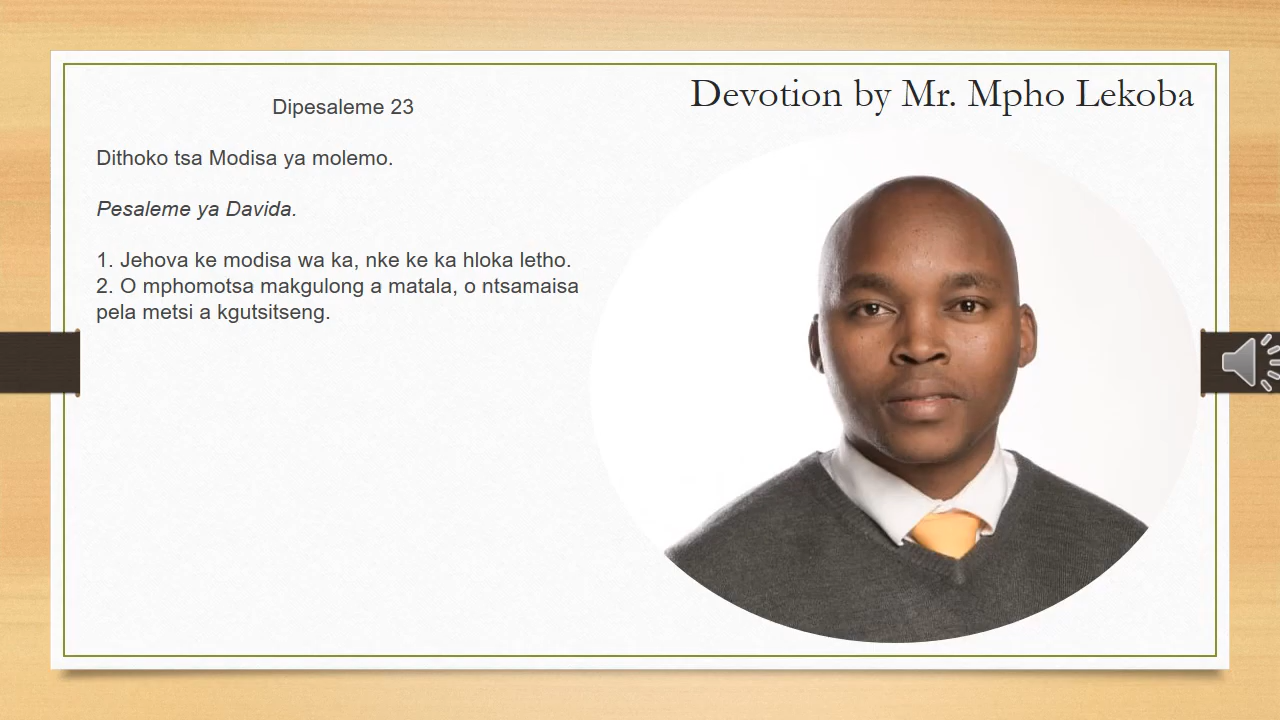 Devotion by Mr. Mpho Lekoba
Dipesaleme 23
Dithoko tsa Modisa ya molemo.
Pesaleme ya Davida.
1. Jehova ke modisa wa ka, nke ke ka hloka letho.
2. O mphomotsa makgulong a matala, o ntsamaisa
pela metsi a kgutsitseng.